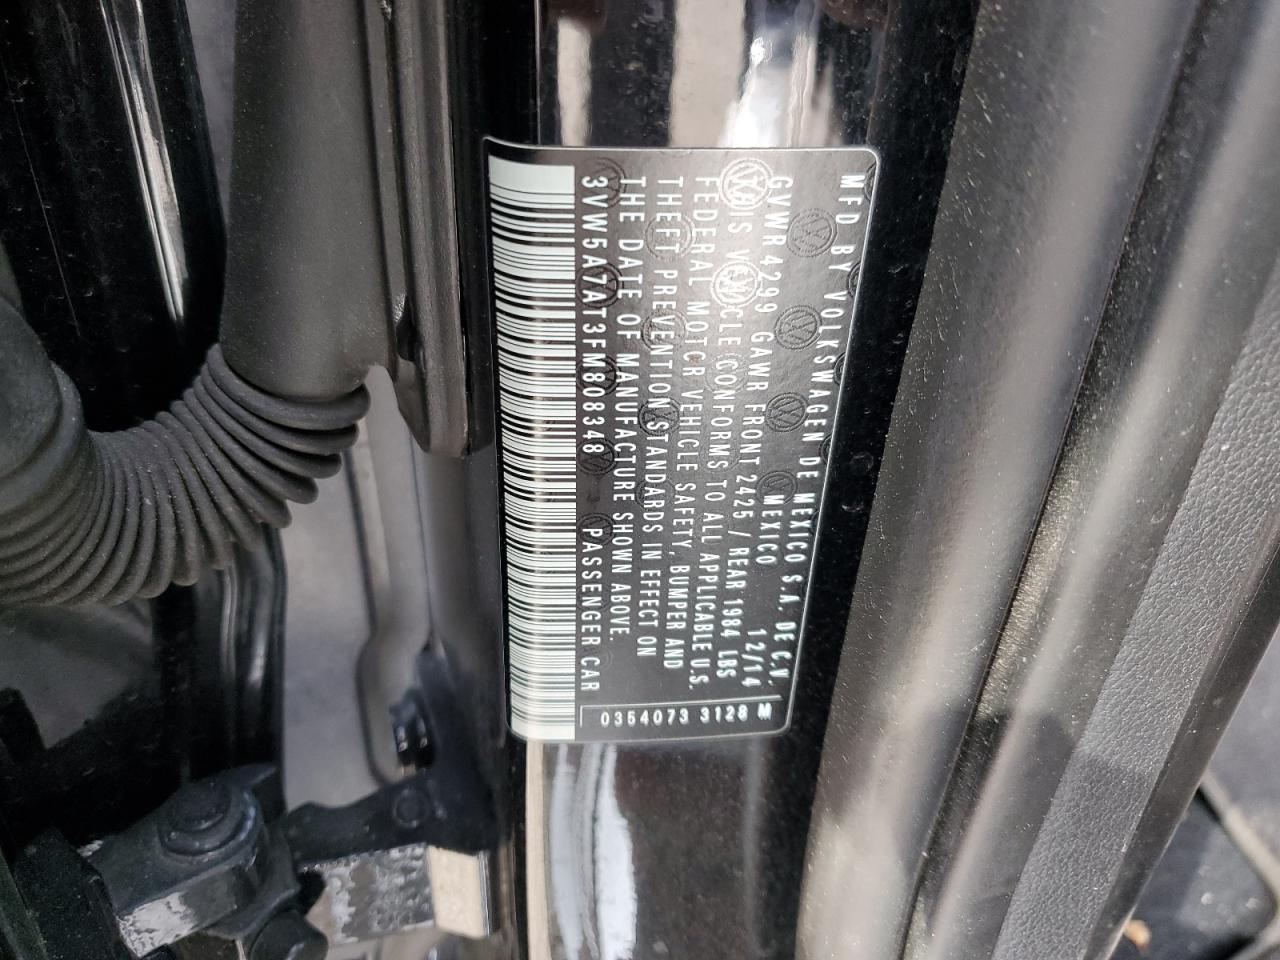 MFD BY VOLKSWAGEN DE MEXICO S.A. DE C.V.
MEXICO 12/14
GVWR 4299 GAWR FRONT 2425 / REAR 1984 LBS
THIS VEHICLE CONFORMS TO ALL APPLICABLE U.S.
FEDERAL MOTOR VEHICLE SAFETY, BUMPER AND
THEFT PREVENTION STANDARDS IN EFFECT ON
THE DATE OF MANUFACTURE SHOWN ABOVE.
3VW5A7AT3FM808348 PASSENGER CAR
0354073 3128 M